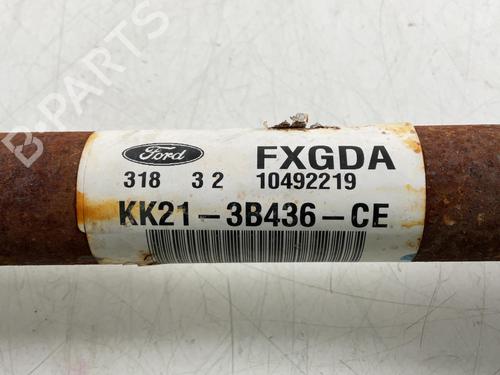 B-PARTS
Ford FXGDA
318 3 2 10492219
KK21-3B436-CE